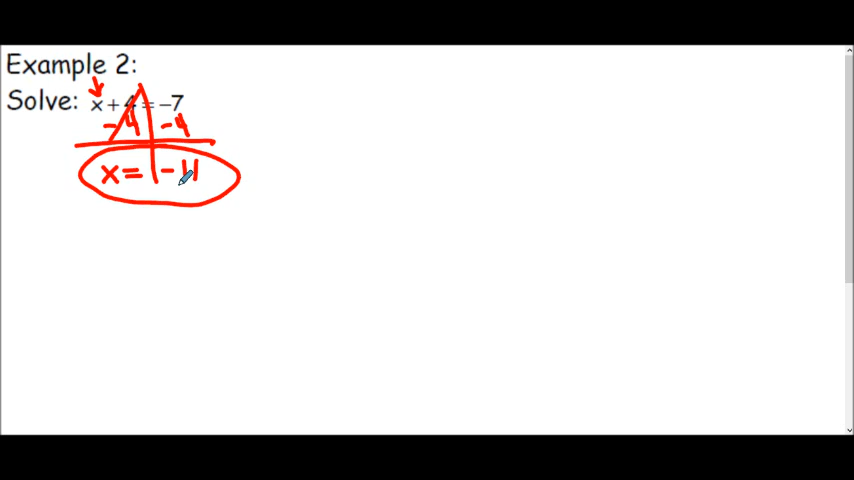 Example 2:
Solve: x + 4 = –7
– 4 – 4
x = – 11